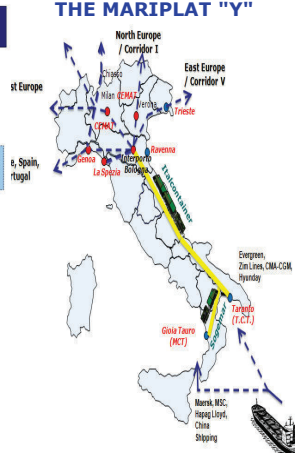 THE MARIPLAT "Y"
North Europe
/ Corridor I
East Europe
/ Corridor V
Chiasso
st Europe
Milan CEMAT
Verona
Trieste
e, Spain,
rtugal
Genoa
Interporto
Bologna
Ravenna
La Spezia
Italcontainer
Evergreen,
Zim Lines, CMA-CGM,
Hyunday
Taranto
(T.C.T.)
Gioia Tauro
(MCT)
Sogemar
Maersk, MSC,
Hapag Lloyd,
China
Shipping